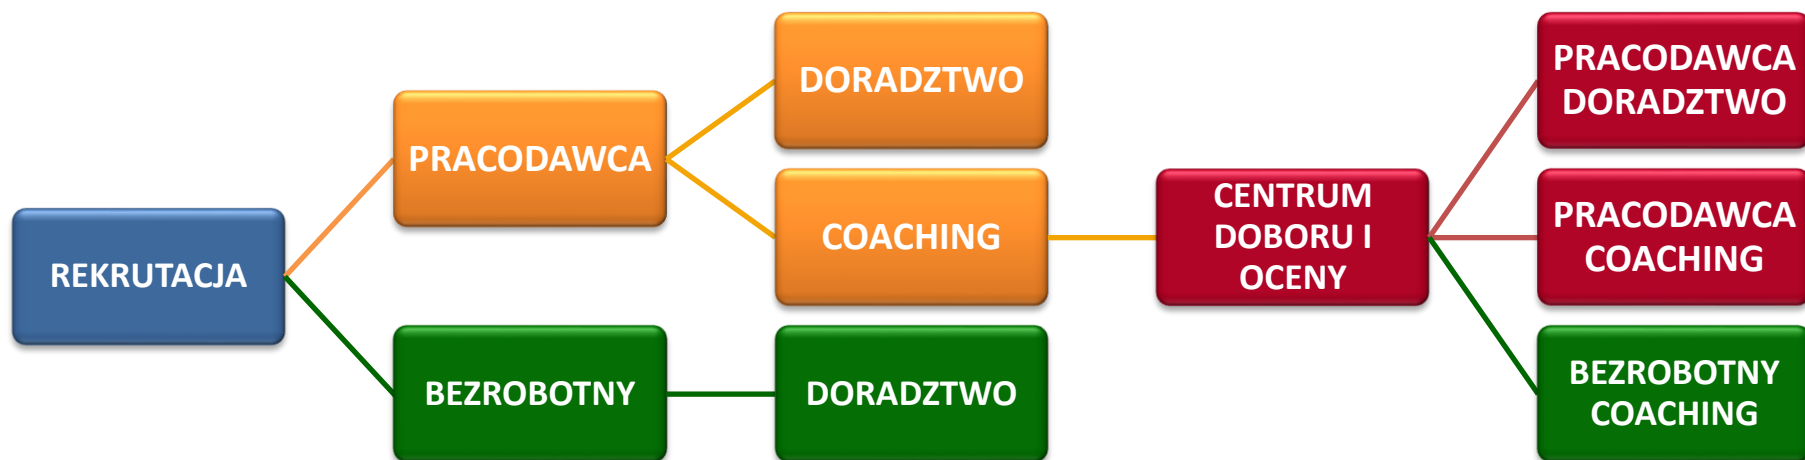 REKRUTACJA
PRACODAWCA
BEZROBOTNY
DORADZTWO
COACHING
DORADZTWO
CENTRUM
DOBORU I
OCENY
PRACODAWCA
DORADZTWO
PRACODAWCA
COACHING
BEZROBOTNY
COACHING